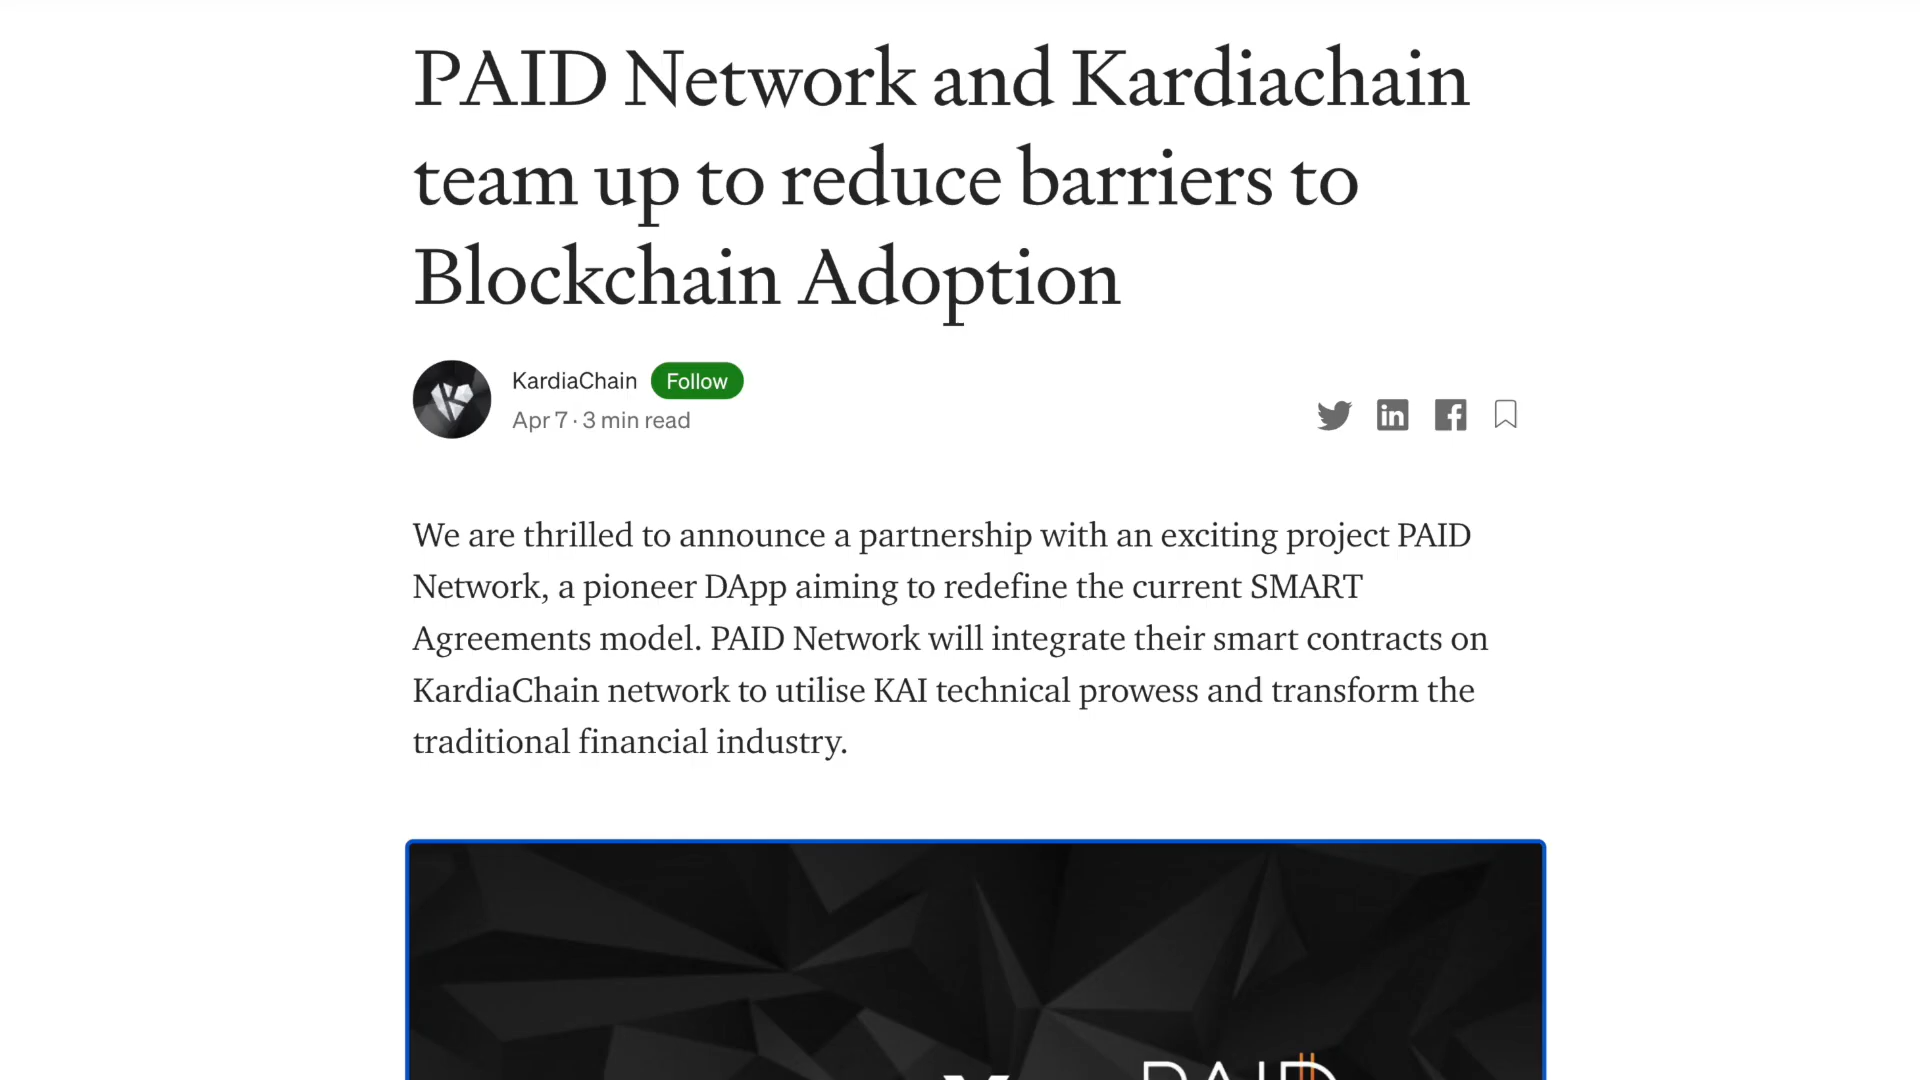 PAID Network and Kardiachain
team up to reduce barriers to
Blockchain Adoption
KardiaChain Follow
Apr 7 · 3 min read
We are thrilled to announce a partnership with an exciting project PAID
Network, a pioneer DApp aiming to redefine the current SMART
Agreements model. PAID Network will integrate their smart contracts on
KardiaChain network to utilise KAI technical prowess and transform the
traditional financial industry.
PAID